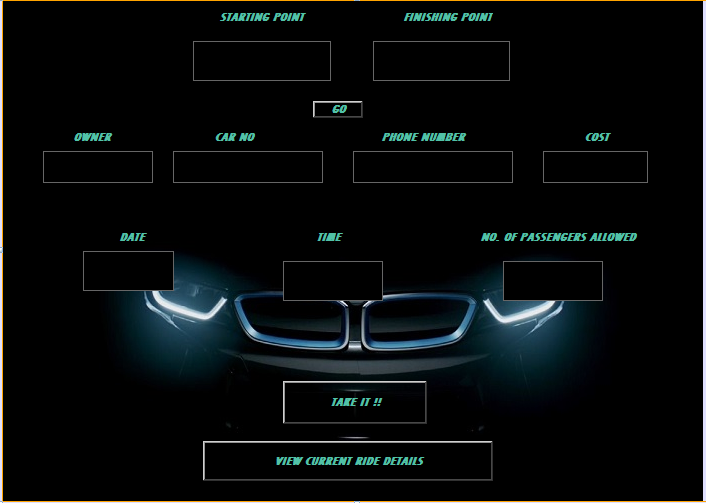 STARTING POINT FINISHING POINT
GO
OWNER CAR NO PHONE NUMBER COST
DATE TIME NO. OF PASSENGERS ALLOWED
TAKE IT !!
VIEW CURRENT RIDE DETAILS